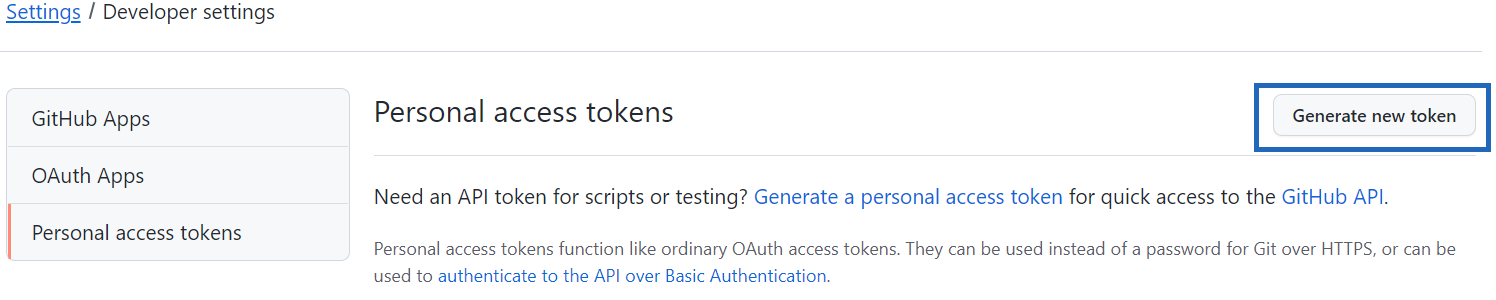 Settings / Developer settings
GitHub Apps
OAuth Apps
Personal access tokens
Personal access tokens
Generate new token
Need an API token for scripts or testing? Generate a personal access token for quick access to the GitHub API.
Personal access tokens function like ordinary OAuth access tokens. They can be used instead of a password for Git over HTTPS, or can be
used to authenticate to the API over Basic Authentication.